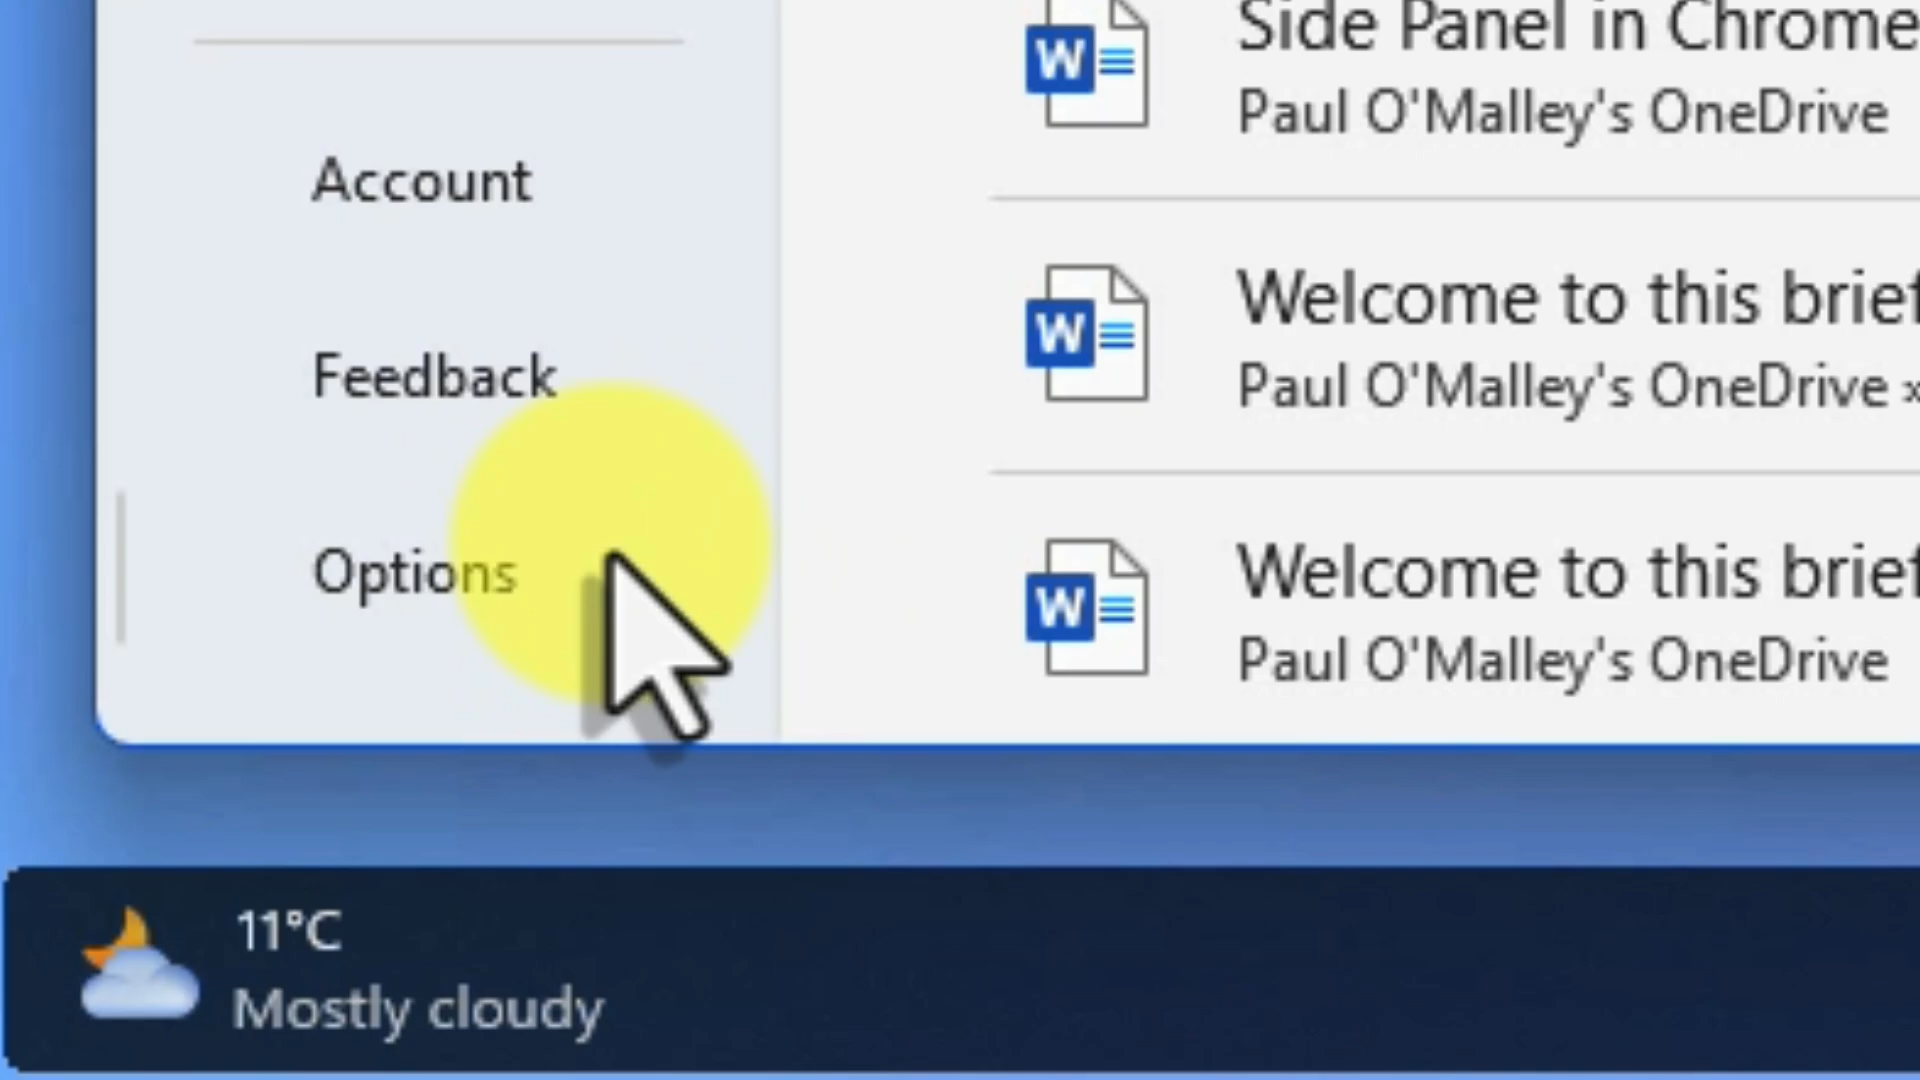 Side Panel in Chrome
Paul O'Malley's OneDrive
Account
Welcome to this brief
Paul O'Malley's OneDrive »
Feedback
Options
Welcome to this brief
Paul O'Malley's OneDrive
11°C
Mostly cloudy